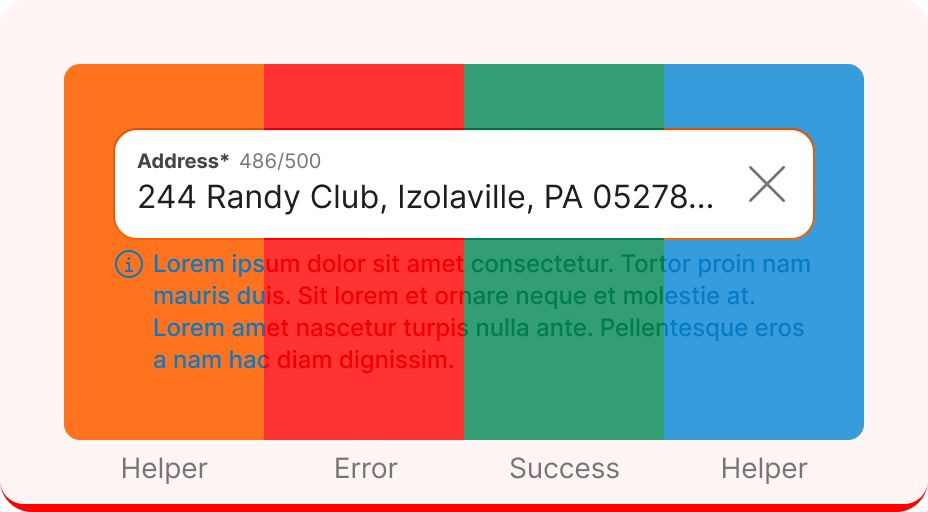 Address* 486/500
244 Randy Club, Izolaville, PA 05278...
Lorem ipsum dolor sit amet consectetur. Tortor proin nam
mauris duis. Sit lorem et ornare neque et molestie at.
Lorem amet nascetur turpis nulla ante. Pellentesque eros
a nam hac diam dignissim.
Helper Error Success Helper